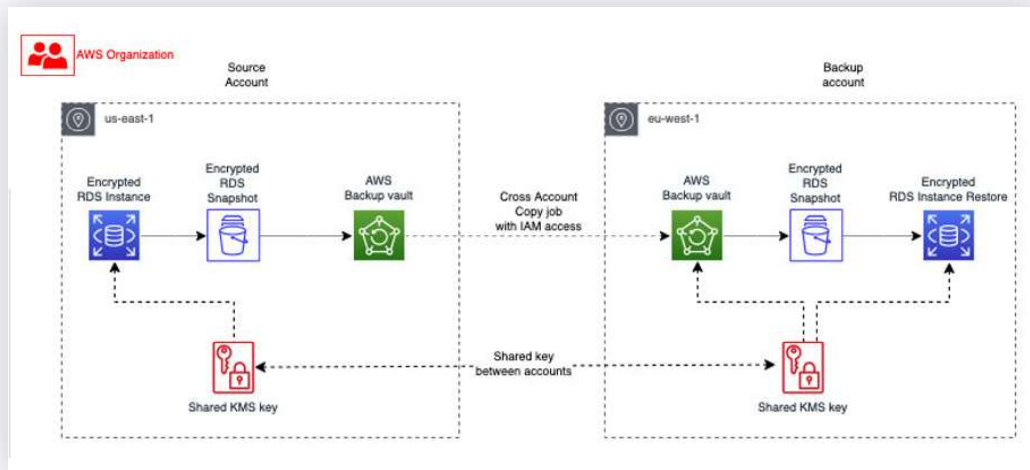 AWS Organization
Source
Account
Backup
account
us-east-1
eu-west-1
Encrypted
RDS Instance
Encrypted
RDS
Snapshot
AWS
Backup vault
Cross Account
Copy job
with IAM access
AWS
Backup vault
Encrypted
RDS
Snapshot
Encrypted
RDS Instance Restore
Shared key
between accounts
Shared KMS key
Shared KMS key